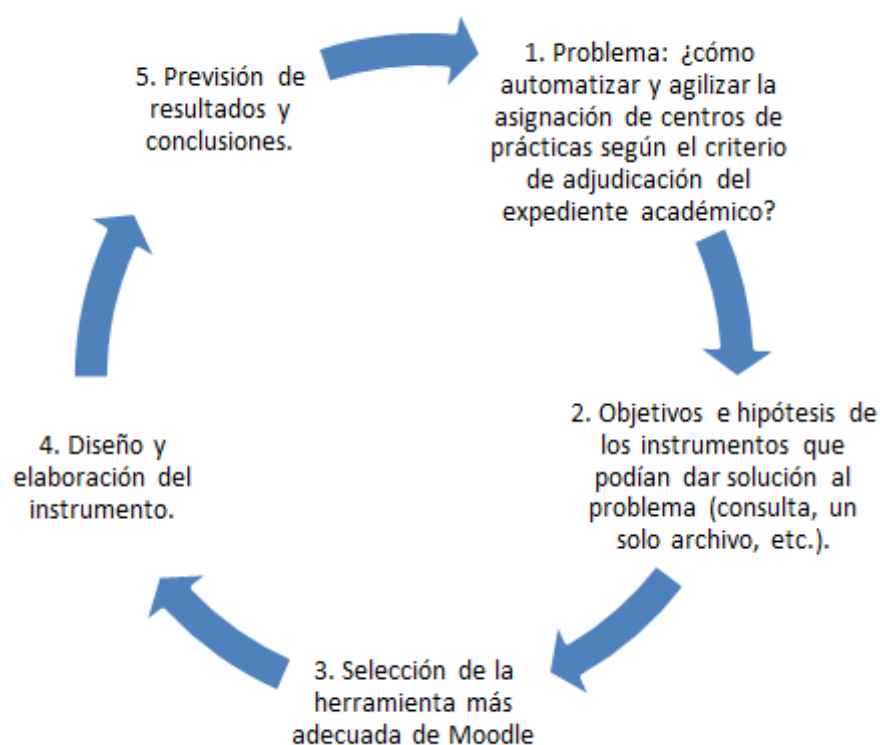 1. Problema: ¿cómo
automatizar y agilizar la
asignación de centros de
prácticas según el criterio
de adjudicación del
expediente académico?
2. Objetivos e hipótesis de
los instrumentos que
podían dar solución al
problema (consulta, un
solo archivo, etc.).
3. Selección de la
herramienta más
adecuada de Moodle
4. Diseño y
elaboración del
instrumento.
5. Previsión de
resultados y
conclusiones.